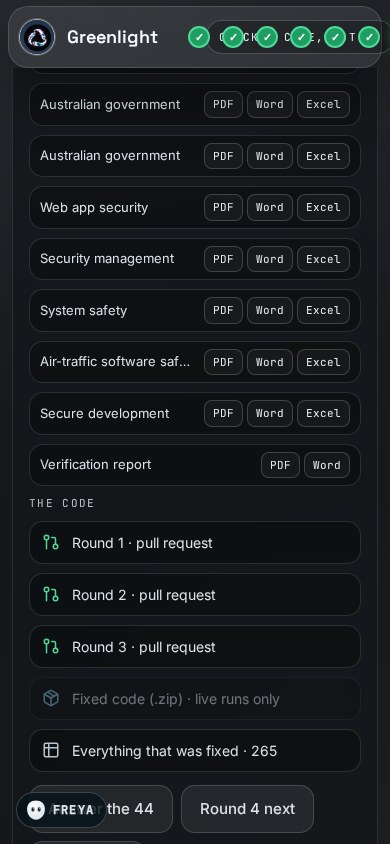 Greenlight
Australian government PDF Word Excel
Australian government PDF Word Excel
Web app security PDF Word Excel
Security management PDF Word Excel
System safety PDF Word Excel
Air-traffic software saf... PDF Word Excel
Secure development PDF Word Excel
Verification report PDF Word
THE CODE
Round 1 · pull request
Round 2 · pull request
Round 3 · pull request
Fixed code (.zip) · live runs only
Everything that was fixed · 265
FREYA the 44 Round 4 next